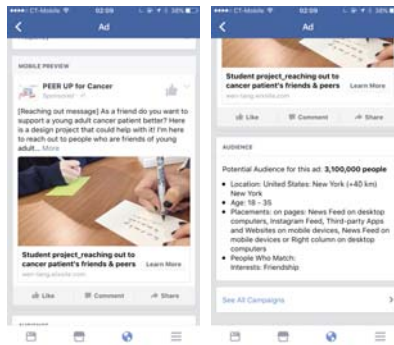 CT-Mobile 02:09 38%
Ad
MOBILE PREVIEW
PEER UP for Cancer
Sponsored
[Reaching out message] As a friend do you want to
support a young adult cancer patient better? Here
is a design project that could help with it! I'm here
to reach out to people who are friends of young
adult... More
Student project_reaching out to
cancer patient's friends & peers
Learn More
Like Comment Share
CT-Mobile 02:09 38%
Ad
Student project_reaching out to
cancer patient's friends & peers
Learn More
Like Comment Share
AUDIENCE
Potential Audience for this ad: 3,100,000 people
• Location: United States: New York (+40 km)
New York
• Age: 18 - 35
• Placements: on pages: News Feed on desktop
computers, Instagram Feed, Third-party Apps
and Websites on mobile devices, News Feed on
mobile devices or Right column on desktop
computers
• People Who Match:
Interests: Friendship
See All Campaigns